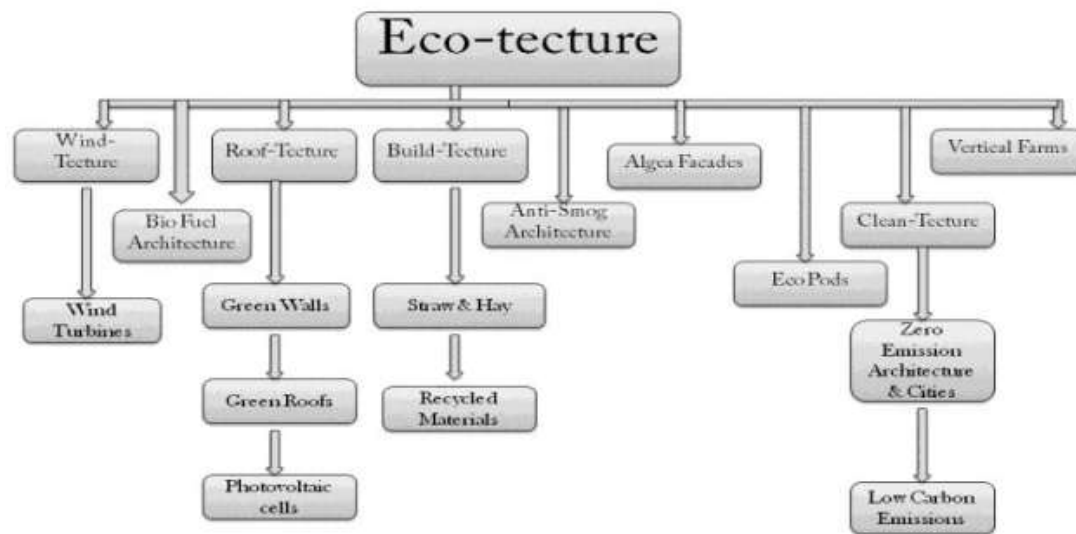 Eco-tecture
Wind-
Tecture
Roof-Tecture
Build-Tecture
Algea Facades
Vertical Farms
Bio Fuel
Architecture
Anti-Smog
Architecture
Clean-Tecture
Eco Pods
Wind
Turbines
Green Walls
Straw & Hay
Zero
Emission
Architecture
& Cities
Green Roofs
Recycled
Materials
Photovoltaic
cells
Low Carbon
Emissions